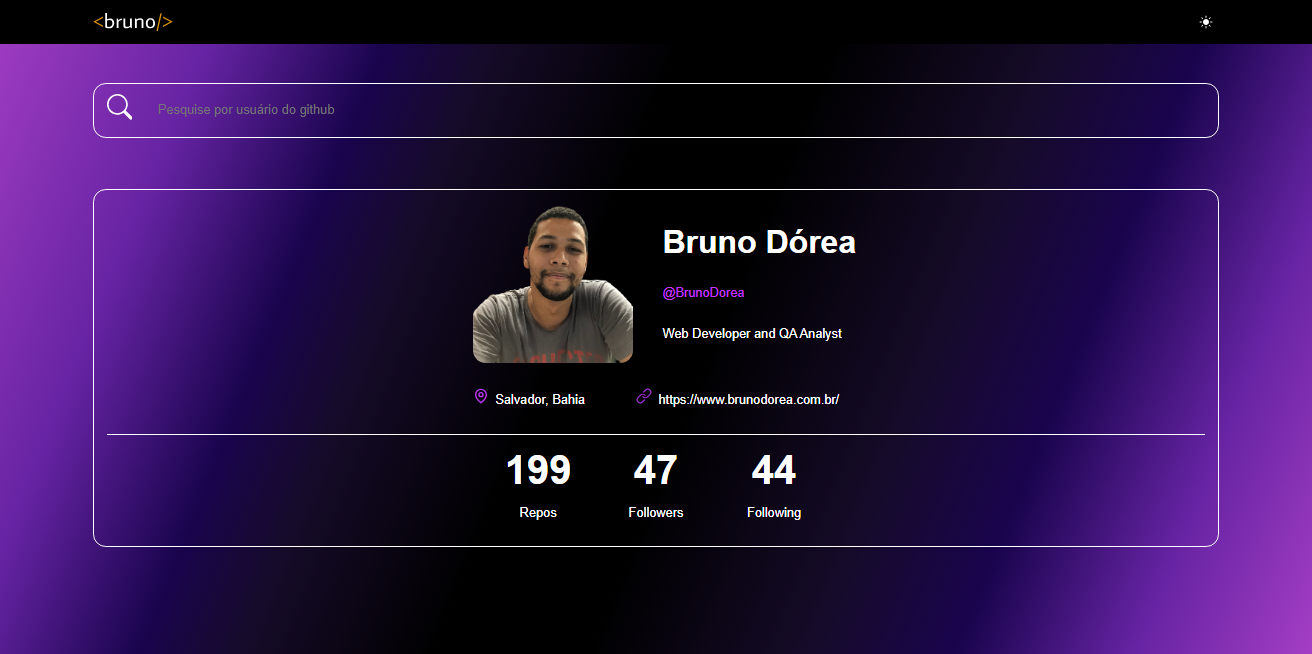 <bruno/>
Pesquise por usuário do github
Bruno Dórea
@BrunoDorea
Web Developer and QA Analyst
Salvador, Bahia
https://www.brunodorea.com.br/
199
47
44
Repos
Followers
Following